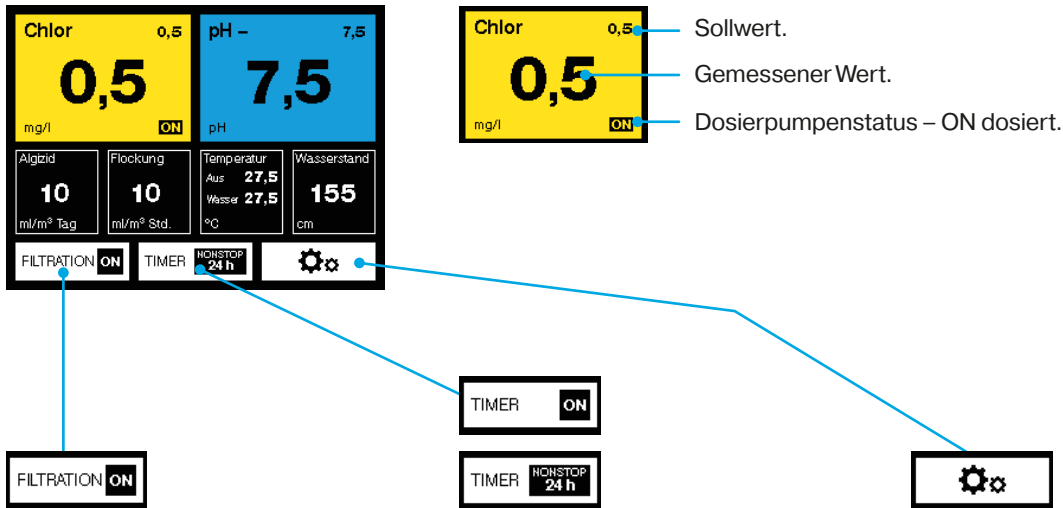 Chlor 0,5
0,5
mg/l ON
pH – 7,5
7,5
pH
Algizid
10
ml/m³ Tag
Flockung
10
ml/m³ Std.
Temperatur
Aus 27,5
Wasser 27,5
°C
Wasserstand
155
cm
FILTRATION ON
TIMER NONSTOP
24 h
Chlor 0,5
0,5
mg/l ON
Sollwert.
Gemessener Wert.
Dosierpumpenstatus – ON dosiert.
TIMER ON
FILTRATION ON
TIMER NONSTOP
24 h